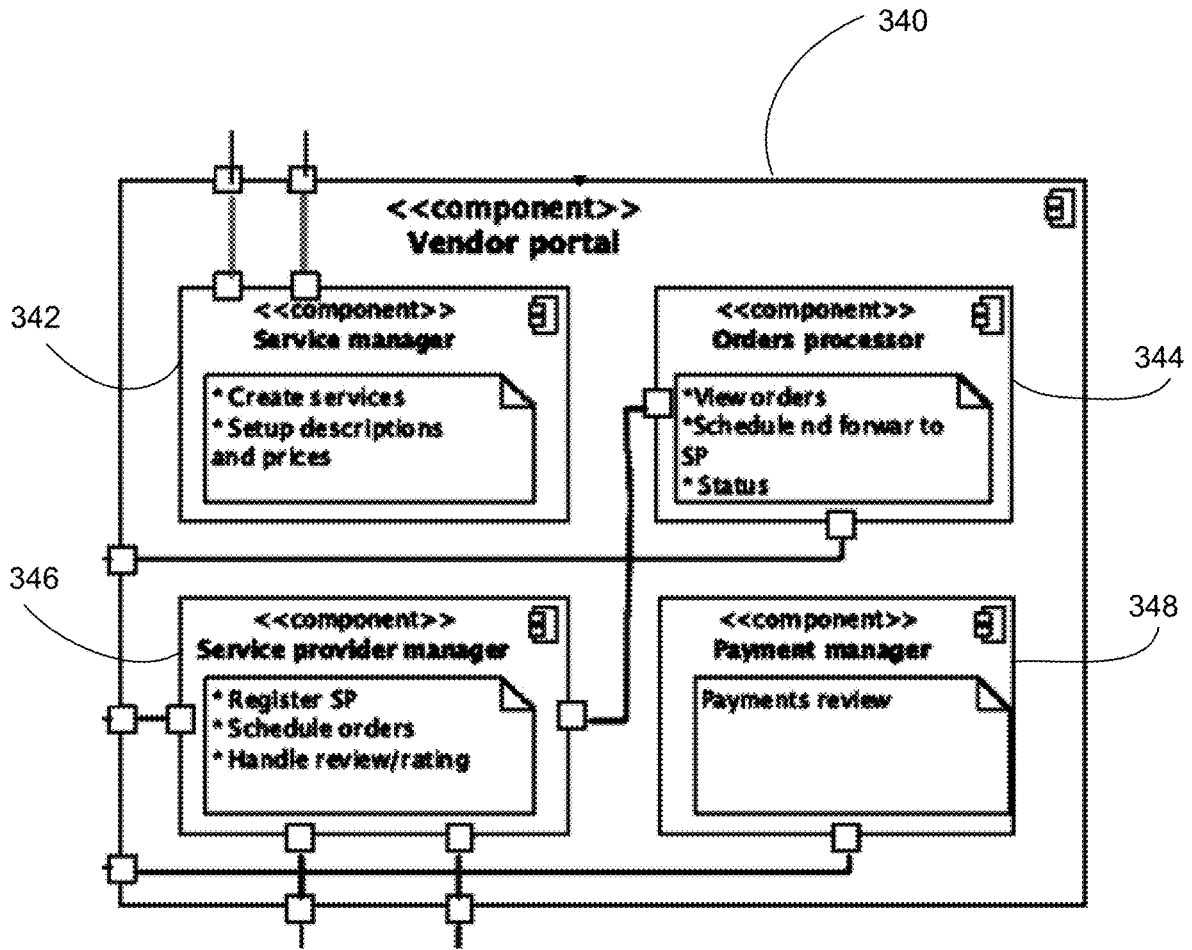 340
<<component>>
Vendor portal
342
<<component>>
Service manager
* Create services
* Setup descriptions
and prices
<<component>>
Orders processor
344
*View orders
*Schedule nd forwar to
SP
* Status
346
<<component>>
Service provider manager
* Register SP
* Schedule orders
* Handle review/rating
<<component>>
Payment manager
348
Payments review